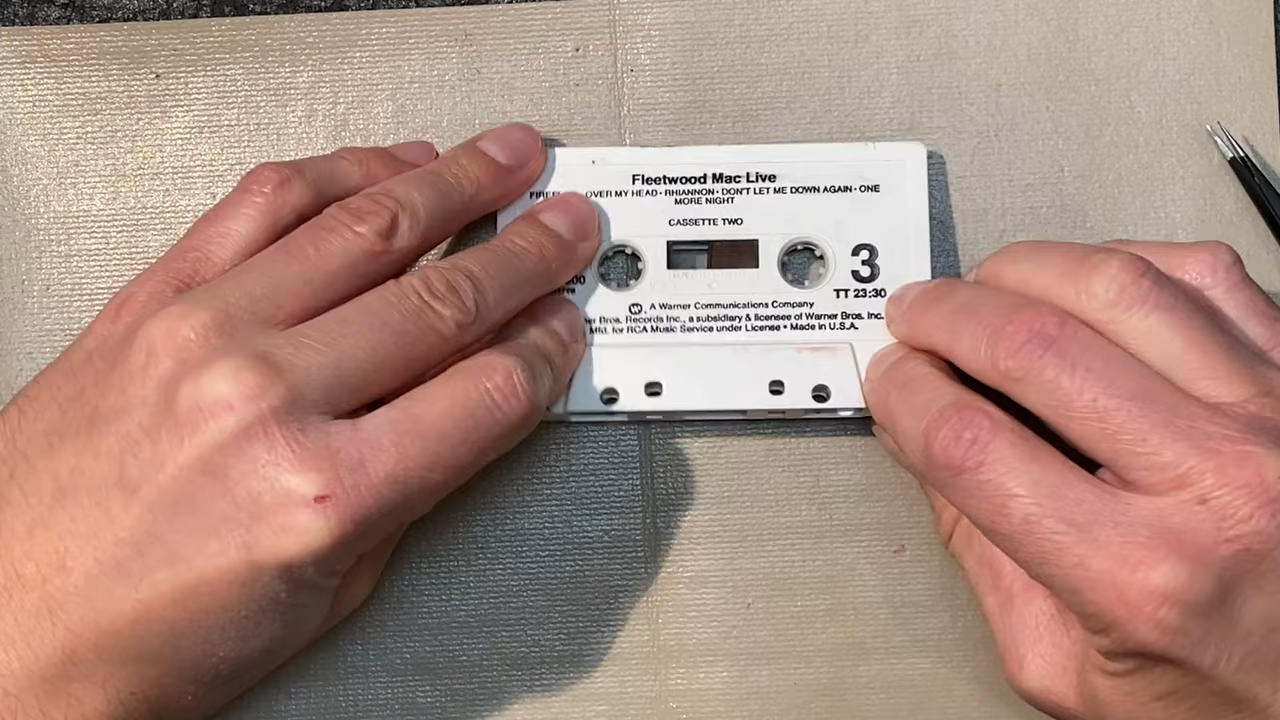 Fleetwood Mac Live
OVER MY HEAD • RHIANNON • DON'T LET ME DOWN AGAIN • ONE
MORE NIGHT
CASSETTE TWO
3
TT 23:30
, A Warner Communications Company
Bros. Records Inc., a subsidiary & licensee of Warner Bros. Inc.
Mfd. for RCA Music Service under License • Made in U.S.A.